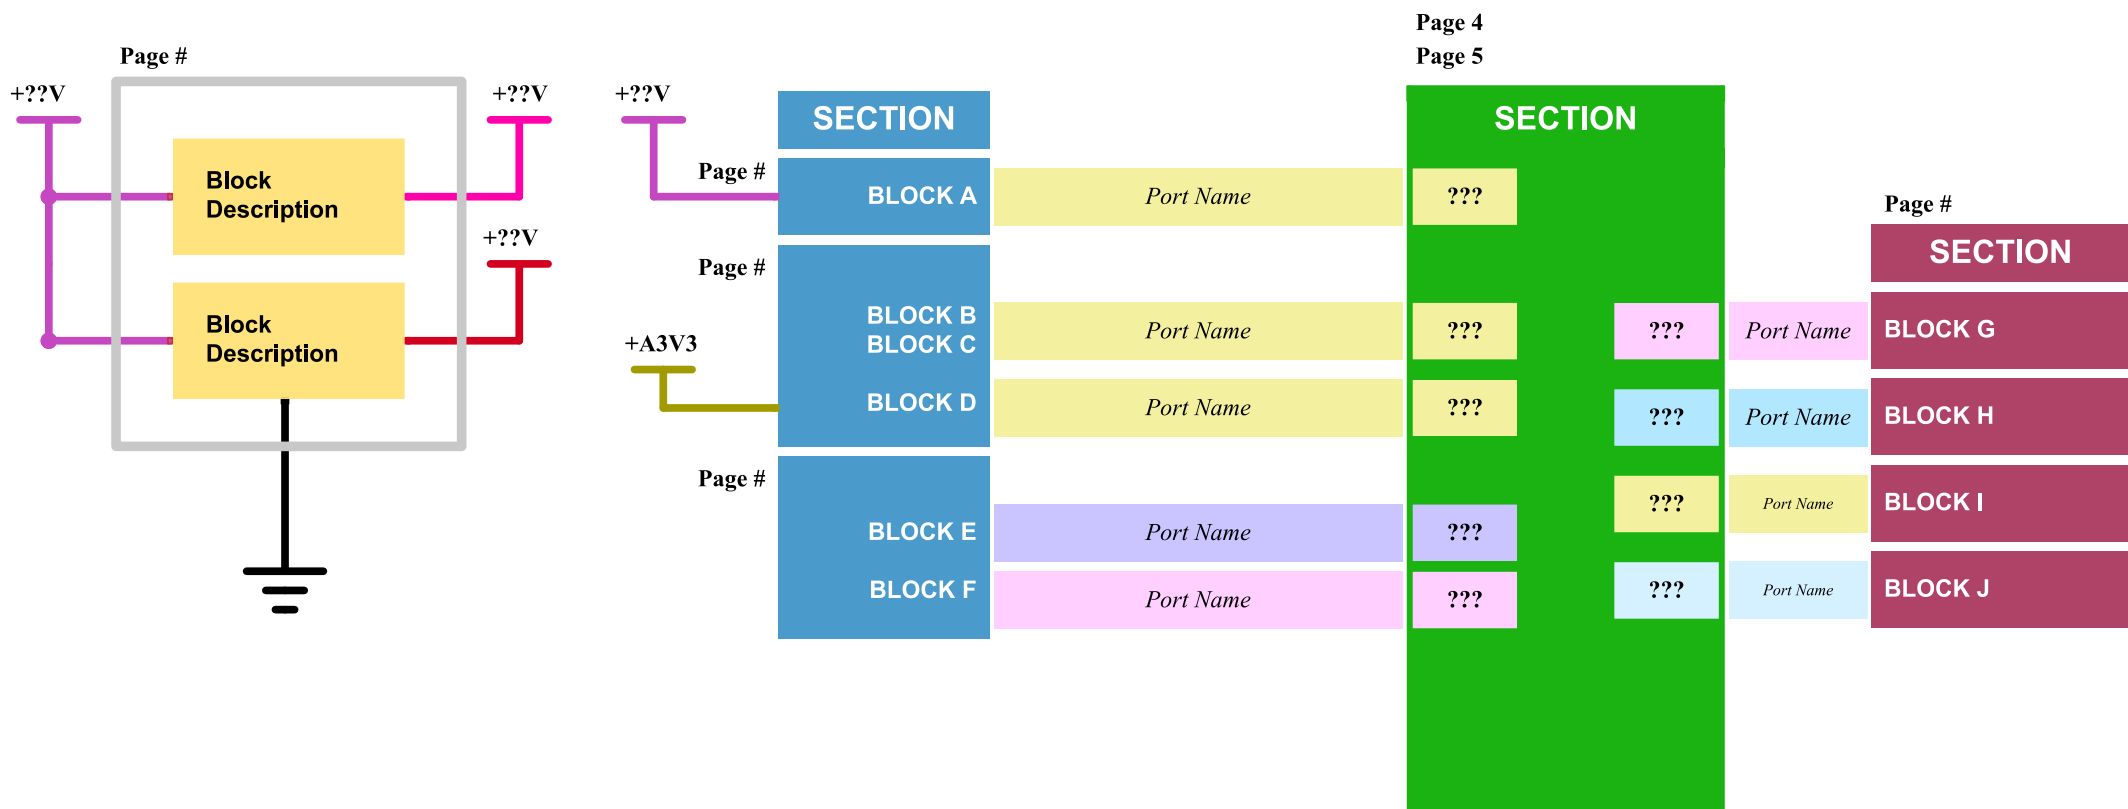 Page #
+??V
+??V
Block
Description
+??V
Block
Description
+??V
SECTION
Page #
BLOCK A
Port Name
???
Page #
BLOCK B
BLOCK C
Port Name
???
+A3V3
BLOCK D
Port Name
???
Page #
BLOCK E
Port Name
???
BLOCK F
Port Name
???
Page 4
Page 5
SECTION
Page #
SECTION
???
Port Name
BLOCK G
???
Port Name
BLOCK H
???
Port Name
BLOCK I
???
Port Name
BLOCK J